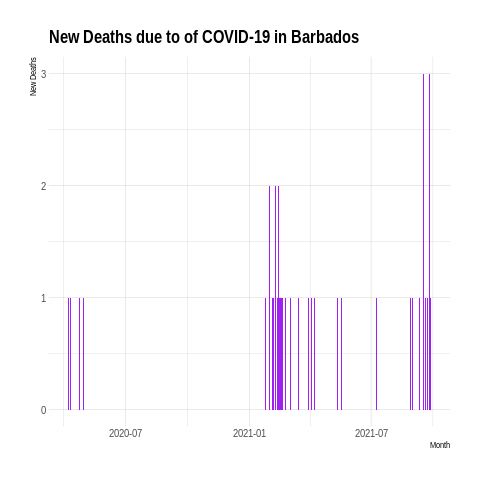 New Deaths due to of COVID-19 in Barbados
New Deaths
3
2
1
0
2020-07
2021-01
2021-07
Month